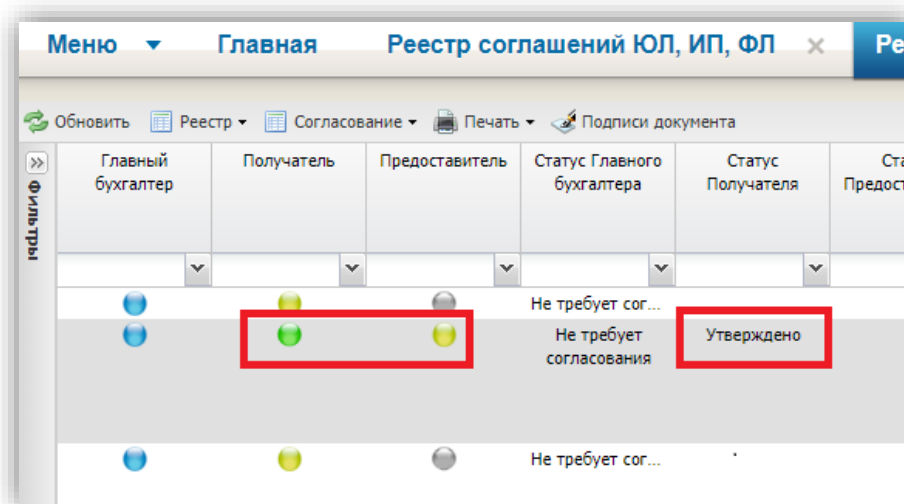 Меню Главная Реестр соглашений ЮЛ, ИП, ФЛ × Ре
Обновить Реестр Согласование Печать Подписи документа
Фильтры
Главный бухгалтер
Получатель
Предоставитель
Статус Главного бухгалтера
Статус Получателя
Ста
Предост
Не требует сог...
Не требует
согласования
Утверждено
Не требует сог...